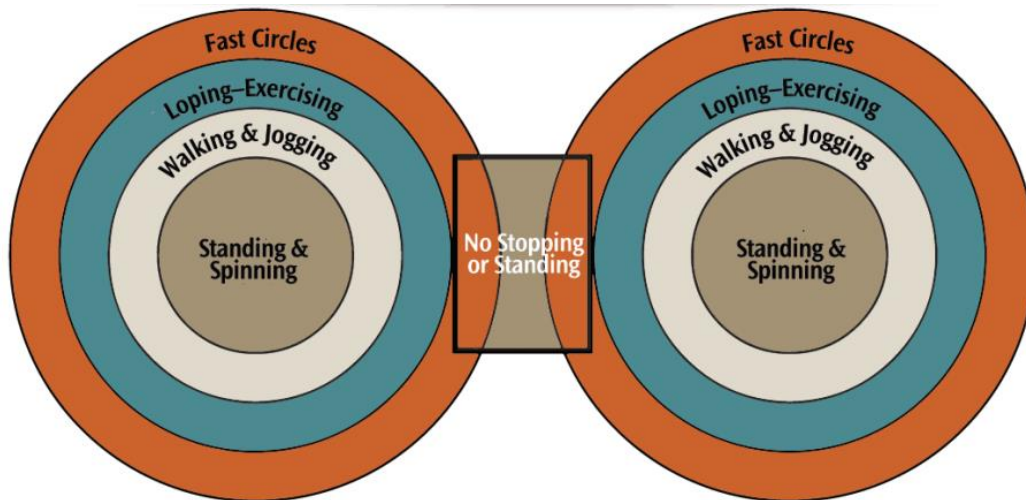 Fast Circles
Loping–Exercising
Walking & Jogging
Standing &
Spinning
No Stopping
or Standing
Fast Circles
Loping–Exercising
Walking & Jogging
Standing &
Spinning